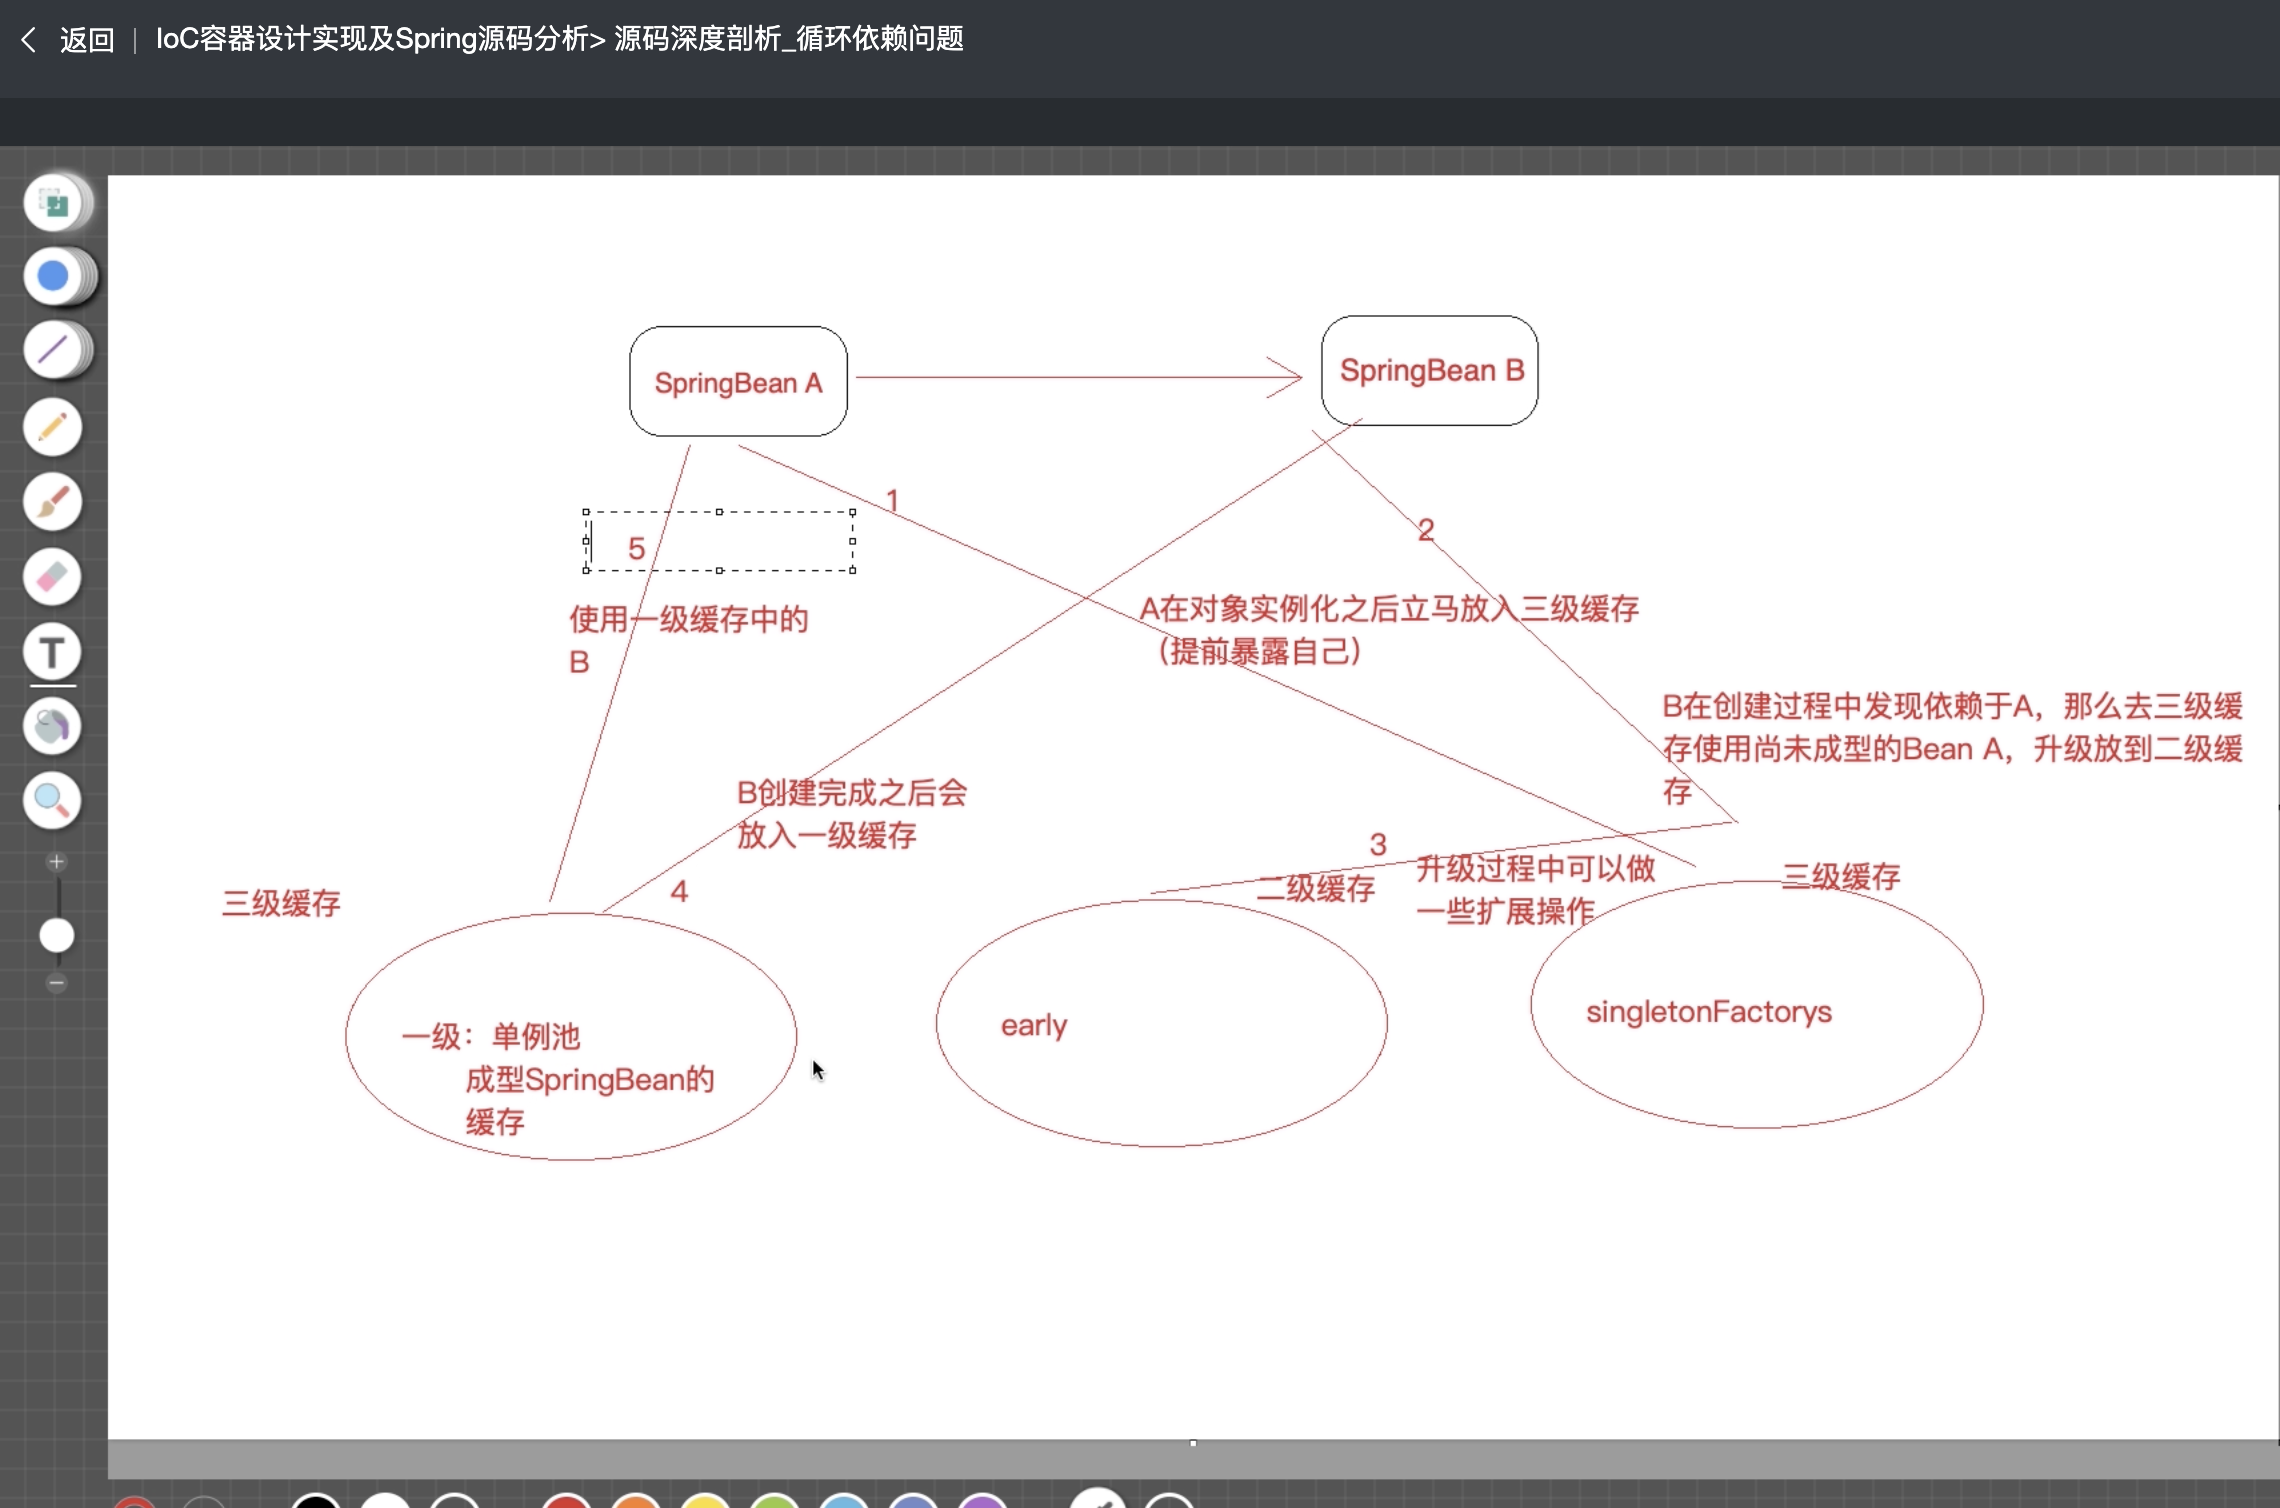 返回
IoC容器设计实现及Spring源码分析> 源码深度剖析_循环依赖问题
SpringBean A
SpringBean B
1
2
5
使用一级缓存中的
B
A在对象实例化之后立马放入三级缓存
（提前暴露自己）
B在创建过程中发现依赖于A，那么去三级缓
存使用尚未成型的Bean A，升级放到二级缓
存
B创建完成之后会
放入一级缓存
3
4
三级缓存
二级缓存
升级过程中可以做
一些扩展操作
三级缓存
一级：单例池
成型SpringBean的
缓存
early
singletonFactorys
T